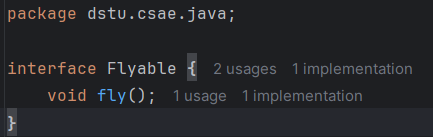 package dstu.csae.java;
interface Flyable { 2 usages 1 implementation
void fly(); 1 usage 1 implementation
}